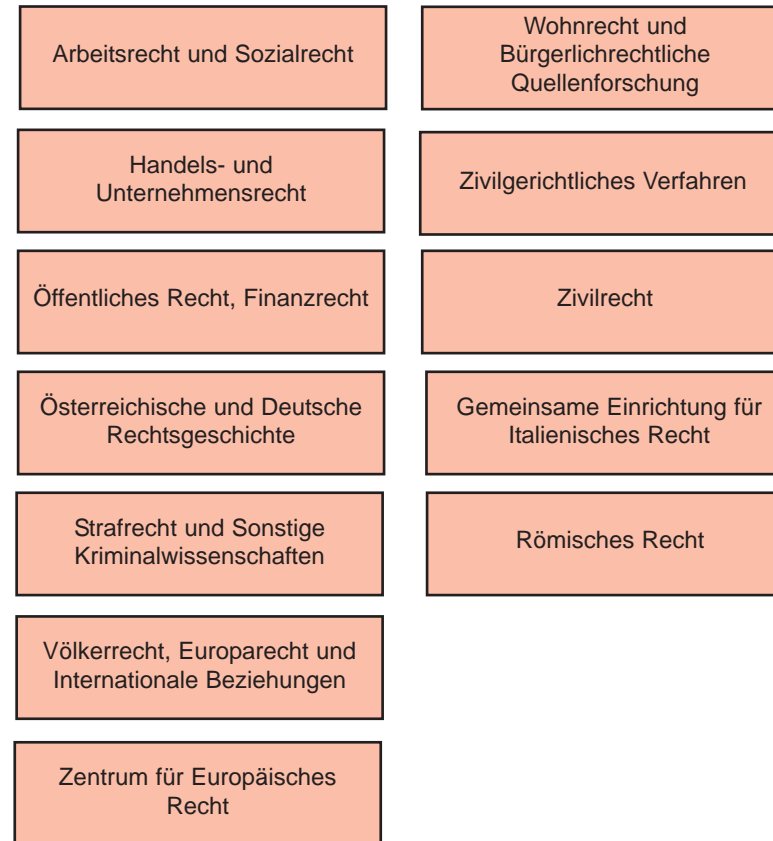 Arbeitsrecht und Sozialrecht
Handels- und
Unternehmensrecht
Öffentliches Recht, Finanzrecht
Österreichische und Deutsche
Rechtsgeschichte
Strafrecht und Sonstige
Kriminalwissenschaften
Völkerrecht, Europarecht und
Internationale Beziehungen
Zentrum für Europäisches
Recht
Wohnrecht und
Bürgerlichrechtliche
Quellenforschung
Zivilgerichtliches Verfahren
Zivilrecht
Gemeinsame Einrichtung für
Italienisches Recht
Römisches Recht